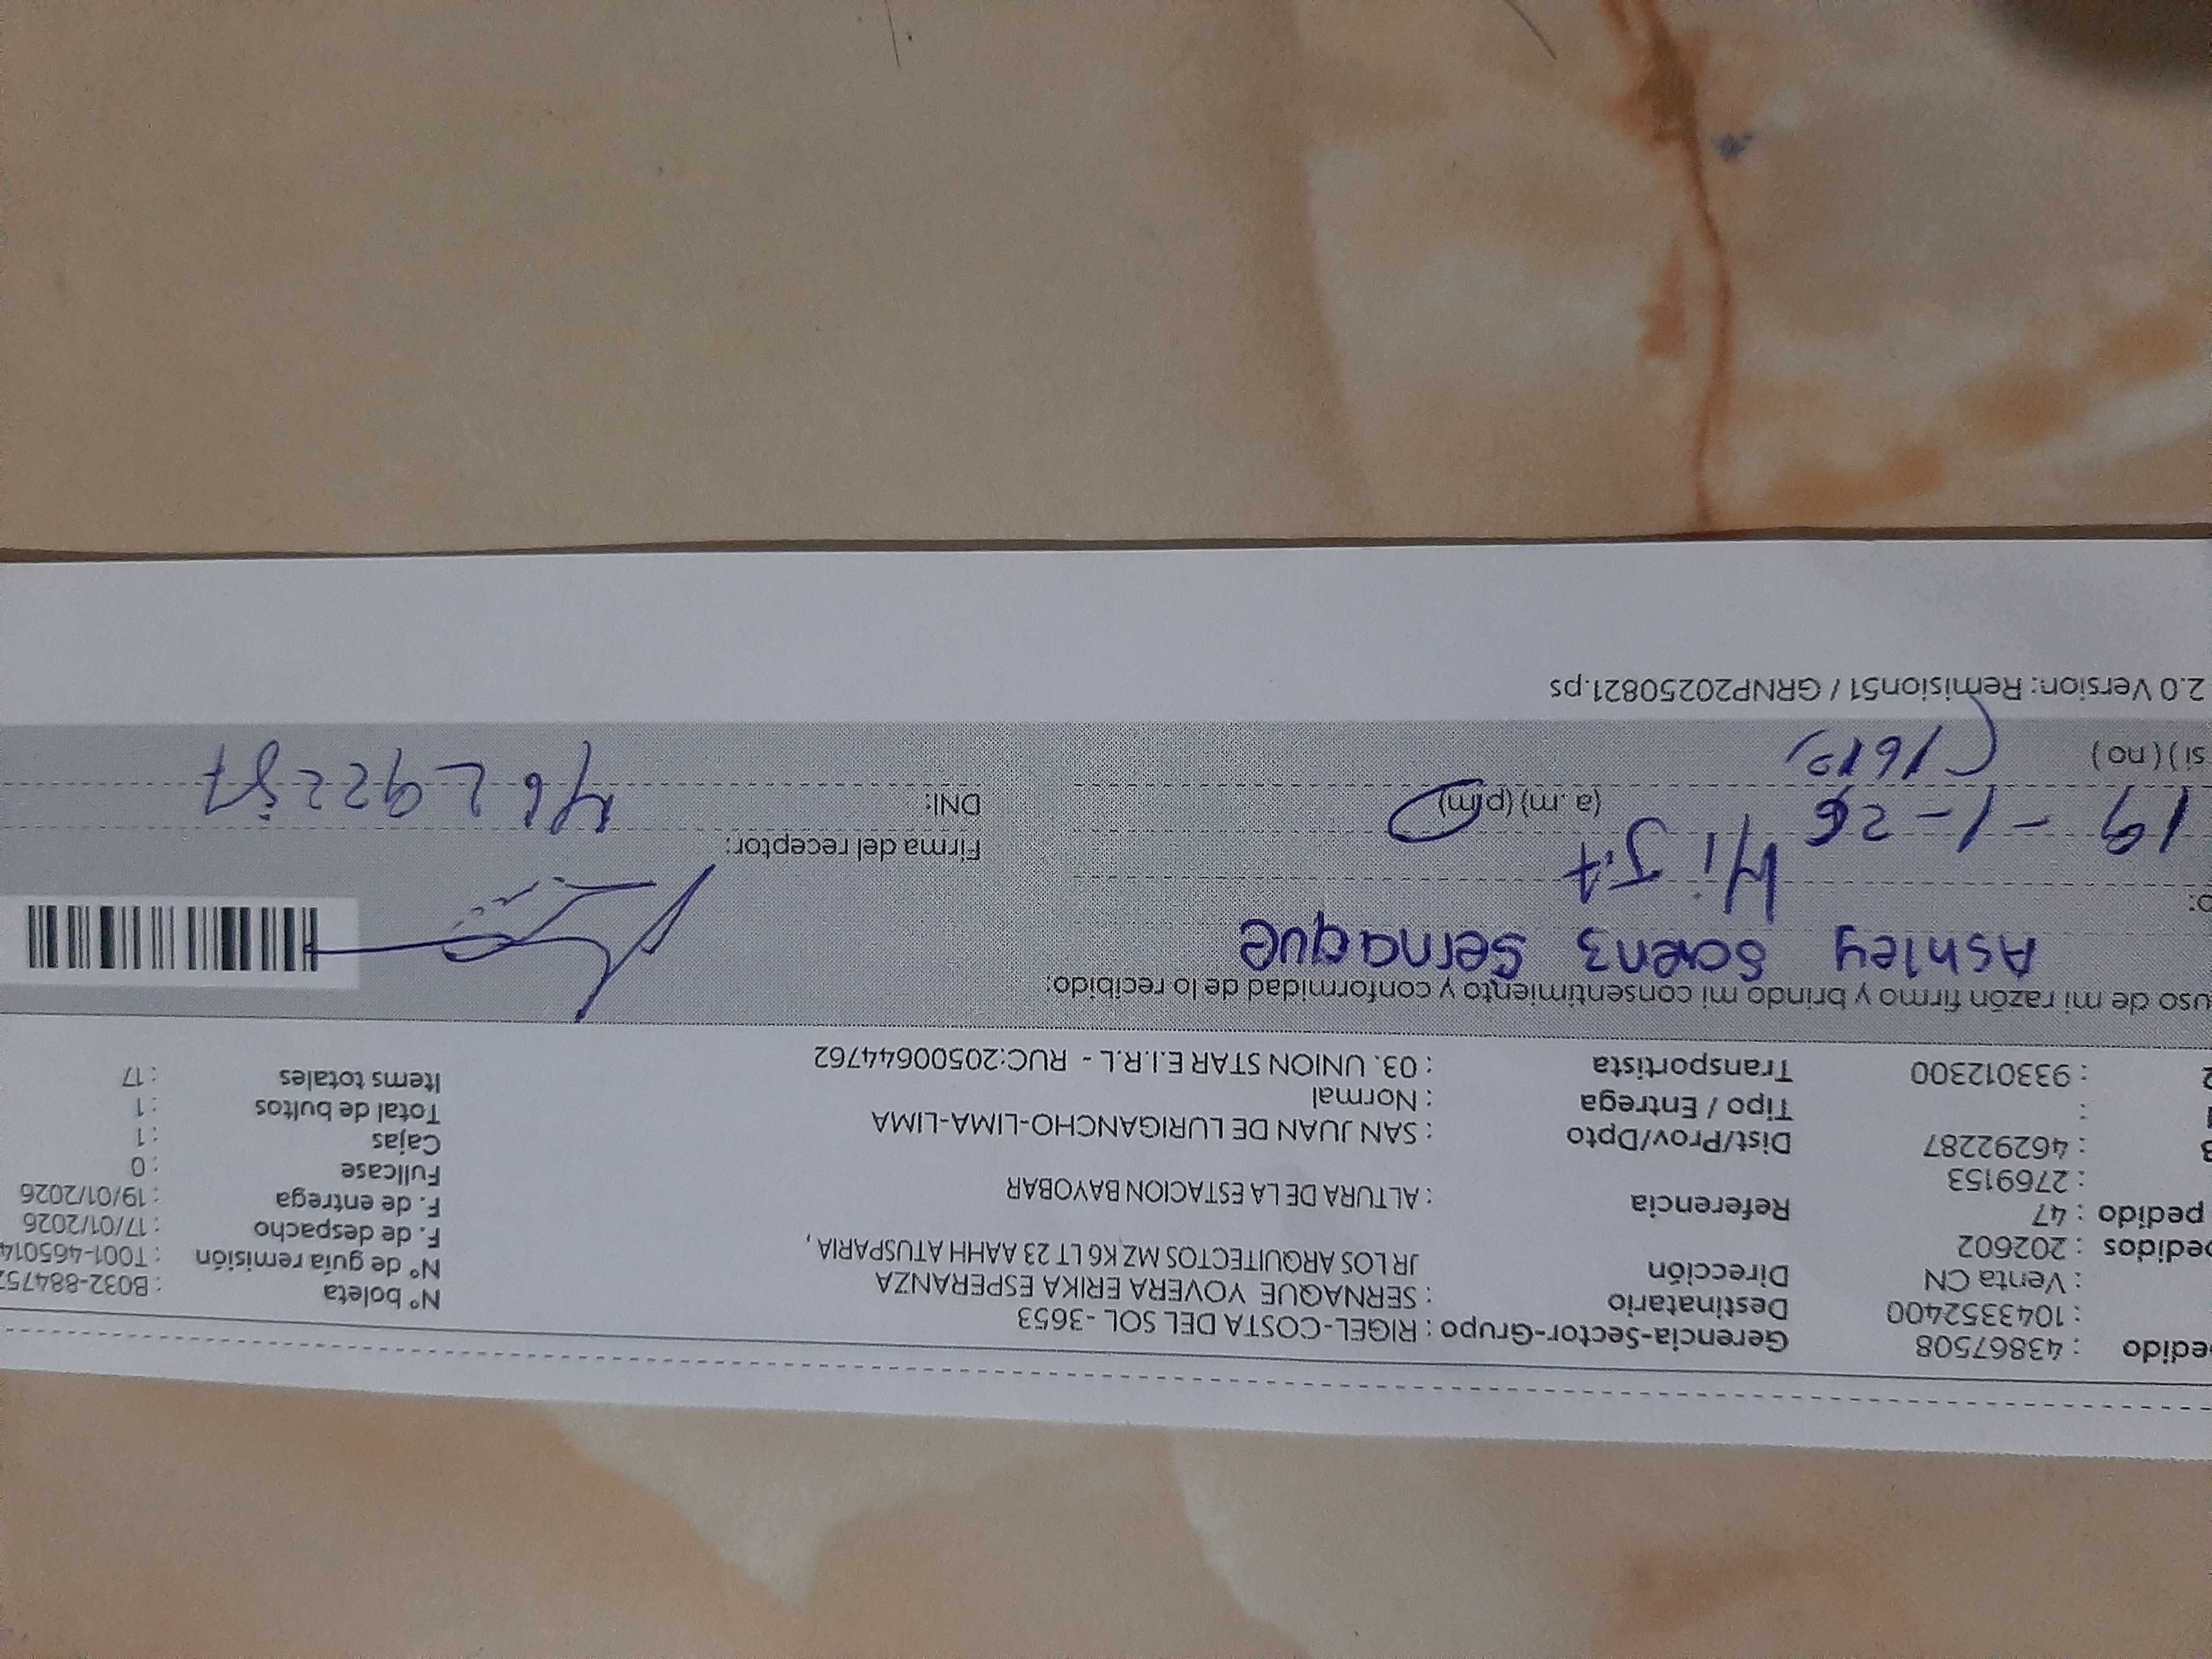 edido : 43867508 Gerencia-Sector-Grupo : RIGEL-COSTA DEL SOL -3653 N° boleta : B032-88475
: 1043352400 Destinatario : SERNAQUE YOVERA ERIKA ESPERANZA N° de guía remisión : T001-465014
: Venta CN Dirección JR LOS ARQUITECTOS MZ K6 LT 23 AAHH ATUSPARIA , F. de despacho : 17/01/2026
pedidos : 202602 F. de entrega : 19/01/2026
pedido : 47 Referencia : ALTURA DE LA ESTACION BAYOBAR Fullcase : 0
: 2769153 Cajas : 1
: 46292287 Dist/Prov/Dpto : SAN JUAN DE LURIGANCHO-LIMA-LIMA Total de bultos : 1
: Tipo / Entrega : Normal Items totales : 17
: 933012300 Transportista : 03. UNION STAR E.I.R.L - RUC:20500644762
uso de mi razón firmo y brindo mi consentimiento y conformidad de lo recibido:
Ashley Saenz Sernaque
o:
Firma del receptor:
19-1-26 (a.m) (p.m) DNI: 46292287
si ) ( no )
2.0 Version: Remision51 / GRNP20250821.ps